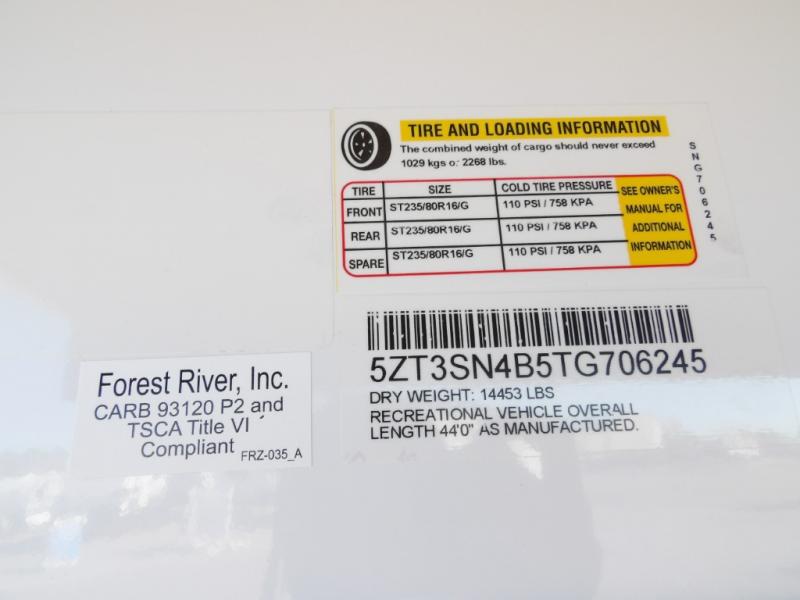 TIRE AND LOADING INFORMATION
The combined weight of cargo should never exceed
1029 kgs or 2268 lbs.
TIRE SIZE COLD TIRE PRESSURE SEE OWNER'S MANUAL FOR ADDITIONAL INFORMATION
FRONT ST235/80R16/G 110 PSI / 758 KPA
REAR ST235/80R16/G 110 PSI / 758 KPA
SPARE ST235/80R16/G 110 PSI / 758 KPA
SNG706245
5ZT3SN4B5TG706245
DRY WEIGHT: 14453 LBS
RECREATIONAL VEHICLE OVERALL
LENGTH 44'0" AS MANUFACTURED.
Forest River, Inc.
CARB 93120 P2 and
TSCA Title VI
Compliant FRZ-035_A